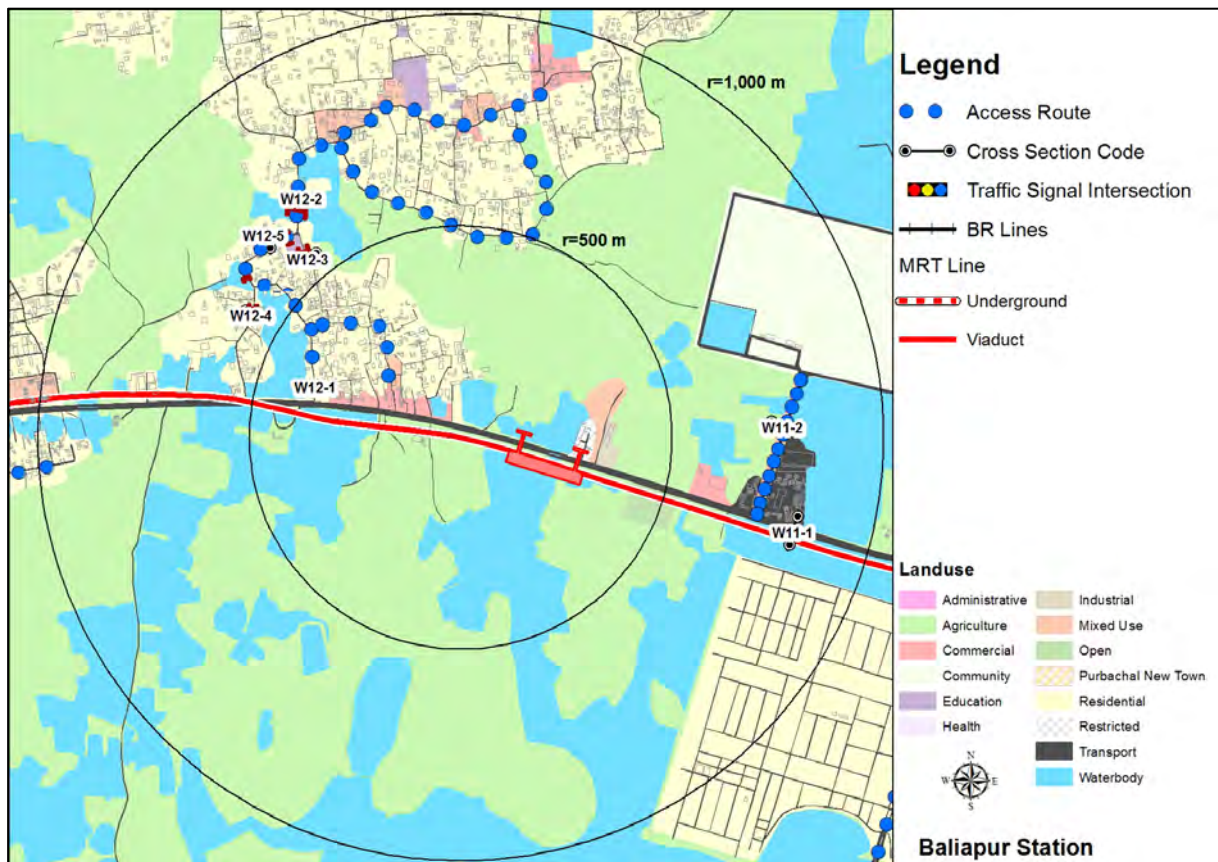 r=1,000 m
r=500 m
W12-2
W12-5
W12-3
W12-4
W12-1
W11-2
W11-1
Legend
Access Route
Cross Section Code
Traffic Signal Intersection
BR Lines
MRT Line
Underground
Viaduct
Landuse
Administrative
Agriculture
Commercial
Community
Education
Health
Industrial
Mixed Use
Open
Purbachal New Town
Residential
Restricted
Transport
Waterbody
N
W E
S
Baliapur Station